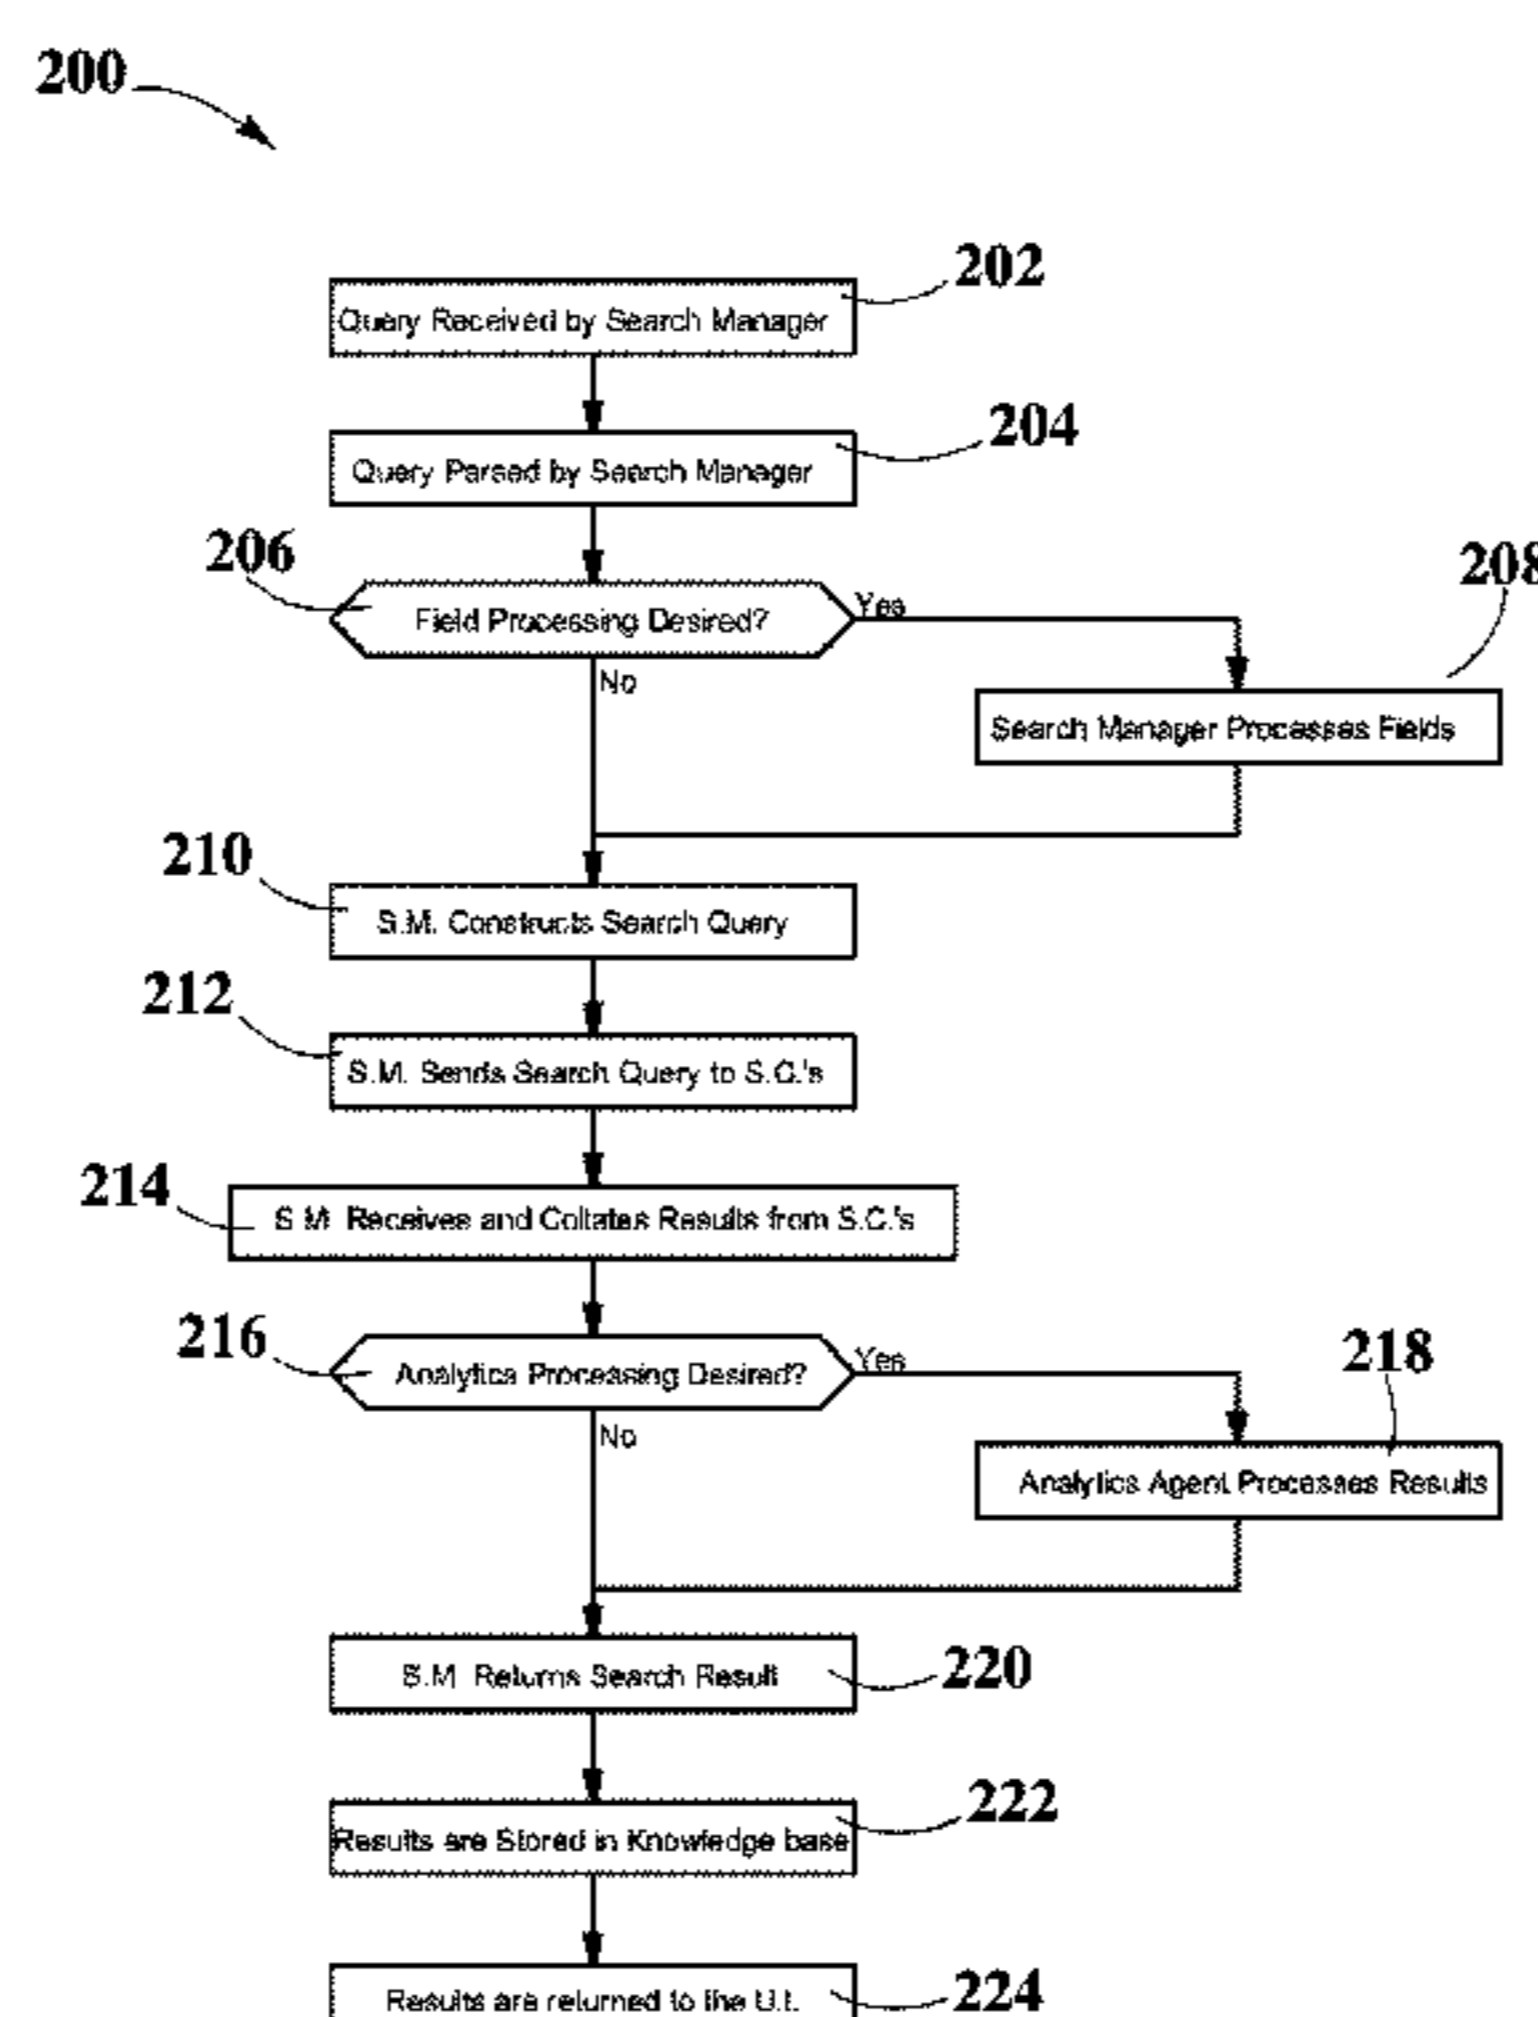 200
202
Query Received by Search Manager
204
Query Parsed by Search Manager
206
208
Field Processing Desired?
Yes
No
Search Manager Processes Fields
210
S.M. Constructs Search Query
212
S.M. Sends Search Query to S.C.'s
214
S.M. Receives and Collates Results from S.C.'s
216
218
Analytics Processing Desired?
Yes
No
Analytics Agent Processes Results
220
S.M. Returns Search Result
222
Results are Stored in Knowledge base
224
Results are returned to the U.I.